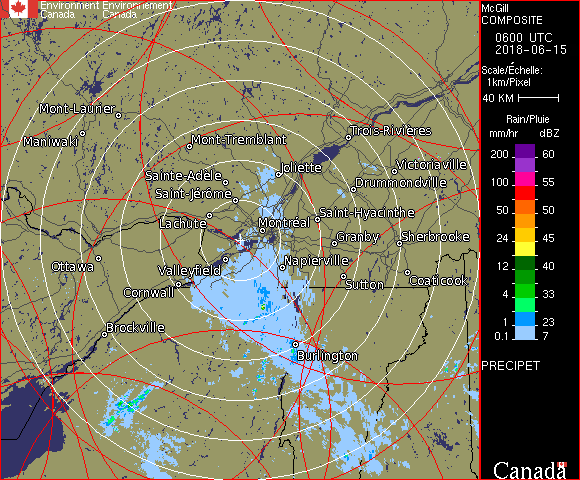 Environment Environnement
Canada Canada
McGill
COMPOSITE
0600 UTC
2018-06-15
Scale/Échelle:
1km/Pixel
40 KM
Rain/Pluie
mm/hr dBZ
200 60
100 55
50 50
24 45
12 40
4 33
1 23
0.1 7
PRECIPET
Canada
Mont-Laurier
Maniwaki
Mont-Tremblant
Trois-Rivières
Sainte-Adèle
Joliette
Victoriaville
Saint-Jérôme
Drummondville
Lachute
Montréal
Saint-Hyacinthe
Granby
Sherbrooke
Ottawa
Valleyfield
Napierville
Cornwall
Sutton
Coaticook
Brockville
Burlington